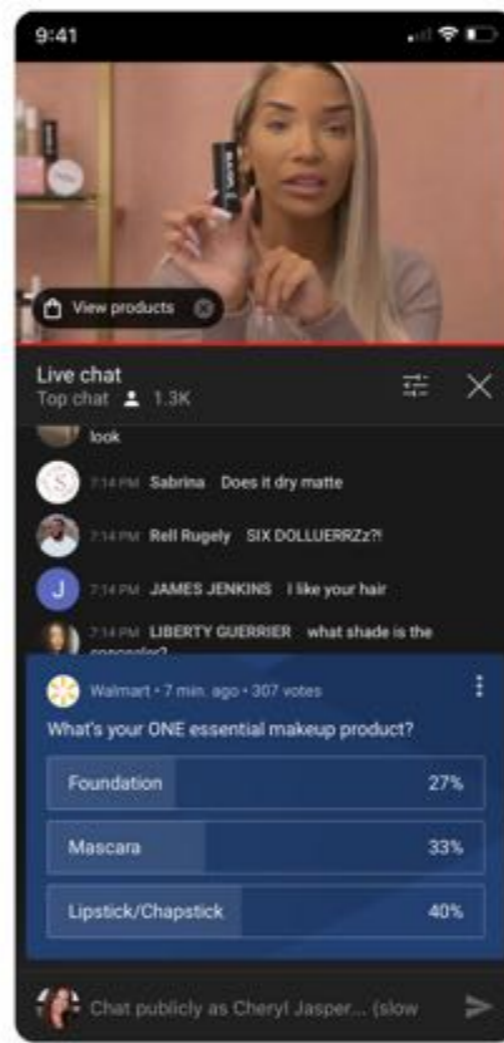 9:41
View products
Live chat
Top chat 1.3K
look
7:14 PM Sabrina Does it dry matte
7:14 PM Rell Rugely SIX DOLLUERRZz?!
7:14 PM JAMES JENKINS I like your hair
J
7:14 PM LIBERTY GUERRIER what shade is the
concealer?
Walmart • 7 min. ago • 307 votes
What's your ONE essential makeup product?
Foundation 27%
Mascara 33%
Lipstick/Chapstick 40%
Chat publicly as Cheryl Jasper... (slow